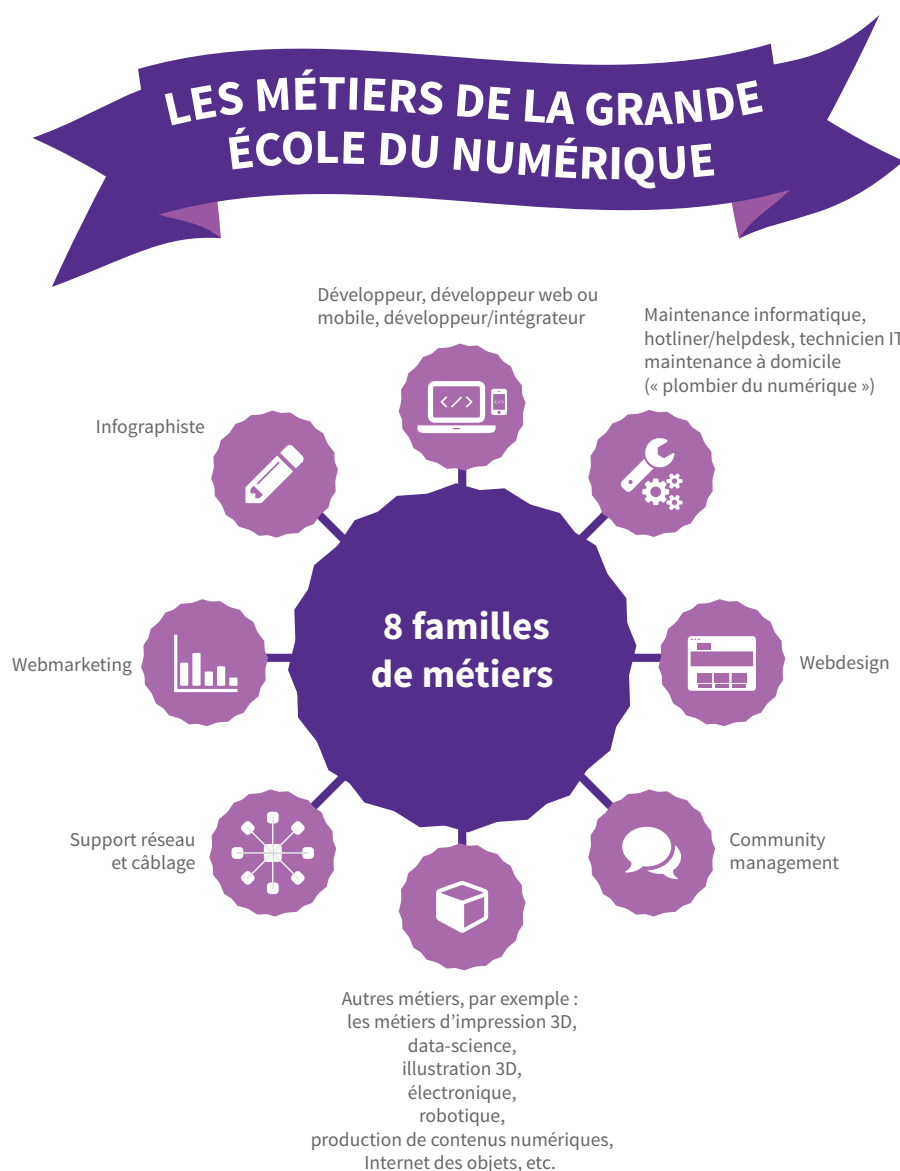 LES MÉTIERS DE LA GRANDE
ÉCOLE DU NUMÉRIQUE
Développeur, développeur web ou
mobile, développeur/intégrateur
Maintenance informatique,
hotliner/helpdesk, technicien IT
maintenance à domicile
(« plombier du numérique »)
Infographiste
8 familles
de métiers
Webmarketing
Webdesign
Support réseau
et câblage
Community
management
Autres métiers, par exemple :
les métiers d’impression 3D,
data-science,
illustration 3D,
électronique,
robotique,
production de contenus numériques,
Internet des objets, etc.